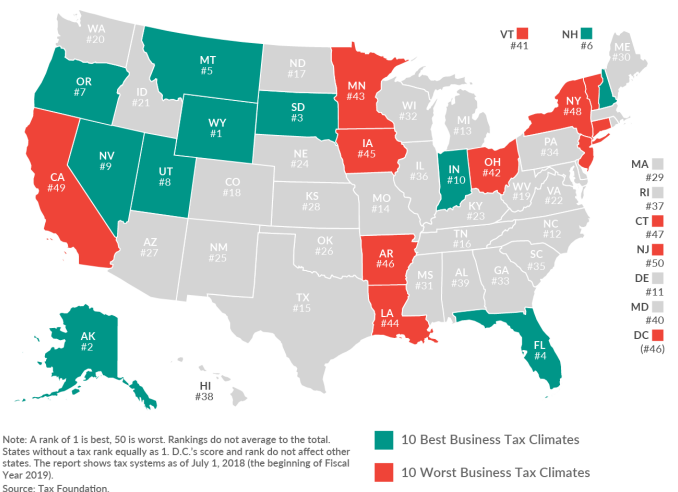 WA
#20
MT
#5
ND
#17
MN
#43
VT
#41
NH
#6
ME
#30
OR
#7
ID
#21
SD
#3
WI
#32
MI
#13
NY
#48
WY
#1
IA
#45
NE
#24
NV
#9
UT
#8
CA
#49
CO
#18
KS
#28
MO
#14
IL
#36
IN
#10
OH
#42
PA
#34
WV
#19
VA
#22
KY
#23
NC
#12
TN
#16
SC
#35
AZ
#27
NM
#25
OK
#26
AR
#46
MS
#31
AL
#39
GA
#33
TX
#15
LA
#44
FL
#4
AK
#2
HI
#38
MA
#29
RI
#37
CT
#47
NJ
#50
DE
#11
MD
#40
DC
(#46)
Note: A rank of 1 is best, 50 is worst. Rankings do not average to the total.
States without a tax rank equally as 1. D.C.'s score and rank do not affect other
states. The report shows tax systems as of July 1, 2018 (the beginning of Fiscal
Year 2019).
Source: Tax Foundation.
10 Best Business Tax Climates
10 Worst Business Tax Climates